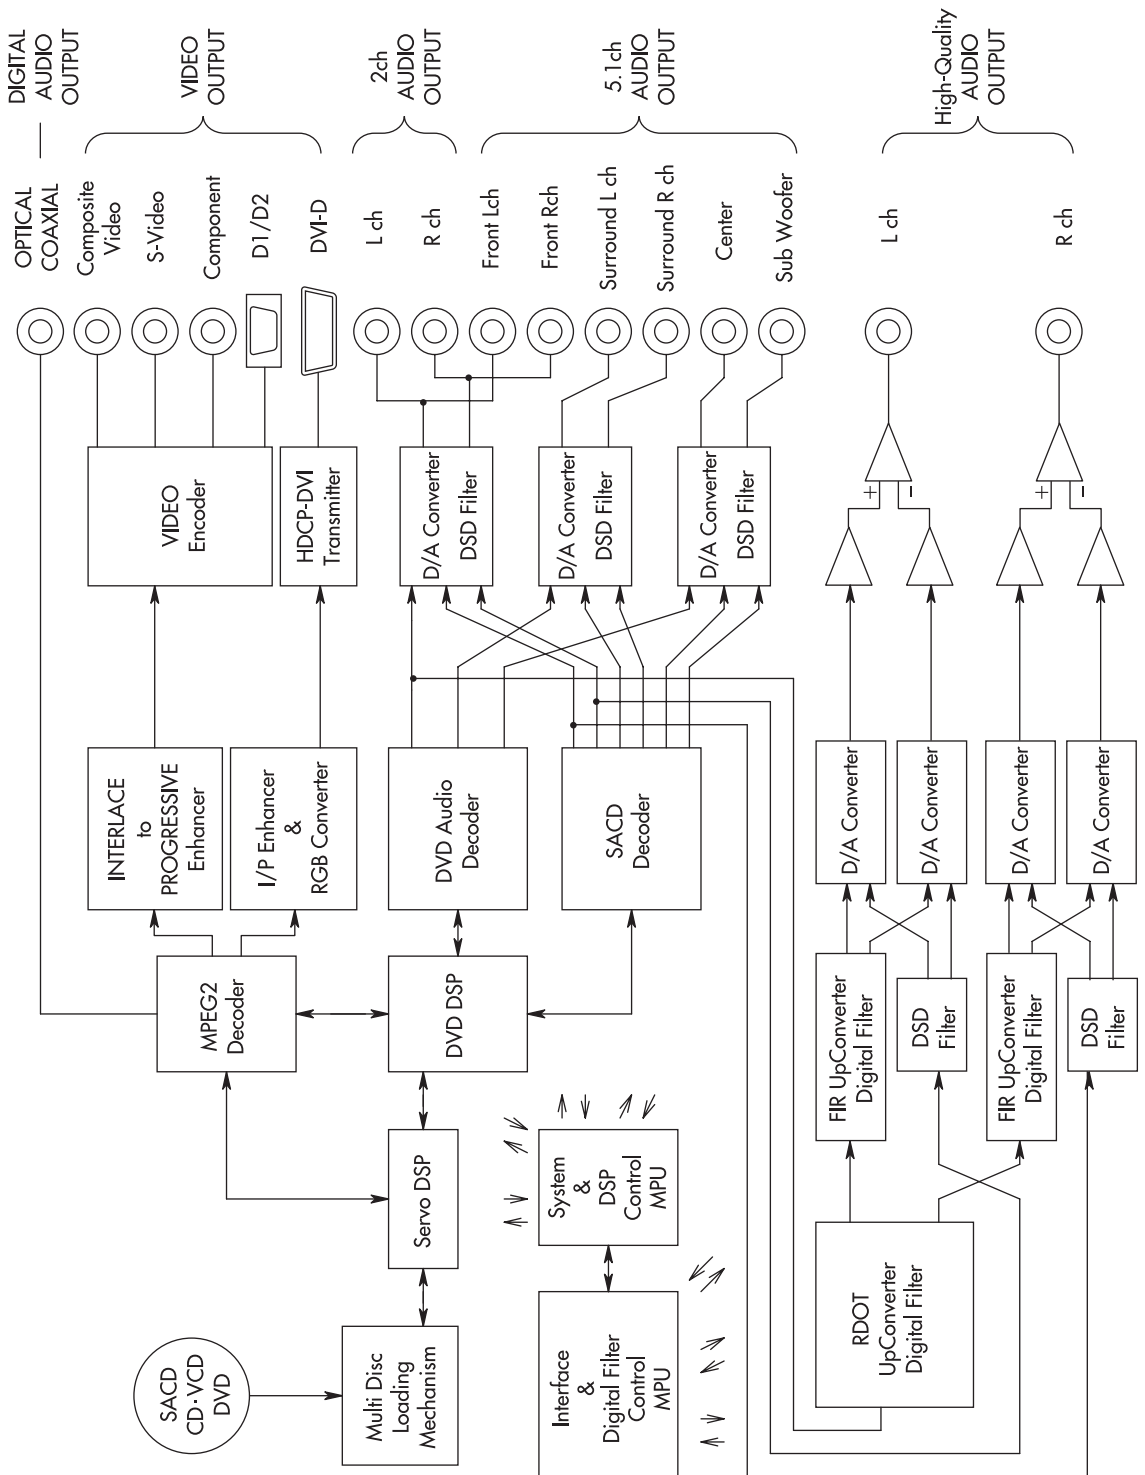 DIGITAL
AUDIO
OUTPUT
VIDEO
OUTPUT
2ch
AUDIO
OUTPUT
5.1ch
AUDIO
OUTPUT
High-Quality
AUDIO
OUTPUT
OPTICAL
COAXIAL
Composite
Video
S-Video
Component
D1/D2
DVI-D
L ch
R ch
Front Lch
Front Rch
Surround L ch
Surround R ch
Center
Sub Woofer
L ch
R ch
VIDEO
Encoder
HDCP-DVI
Transmitter
D/A Converter
DSD Filter
D/A Converter
DSD Filter
D/A Converter
DSD Filter
+
−
+
−
INTERLACE
to
PROGRESSIVE
Enhancer
I/P Enhancer
&
RGB Converter
DVD Audio
Decoder
SACD
Decoder
D/A Converter
D/A Converter
D/A Converter
D/A Converter
MPEG2
Decoder
DVD DSP
FIR UpConverter
Digital Filter
DSD
Filter
FIR UpConverter
Digital Filter
DSD
Filter
Servo DSP
System
&
DSP
Control
MPU
SACD
CD·VCD
DVD
Multi Disc
Loading
Mechanism
Interface
&
Digital Filter
Control
MPU
RDOT
UpConverter
Digital Filter